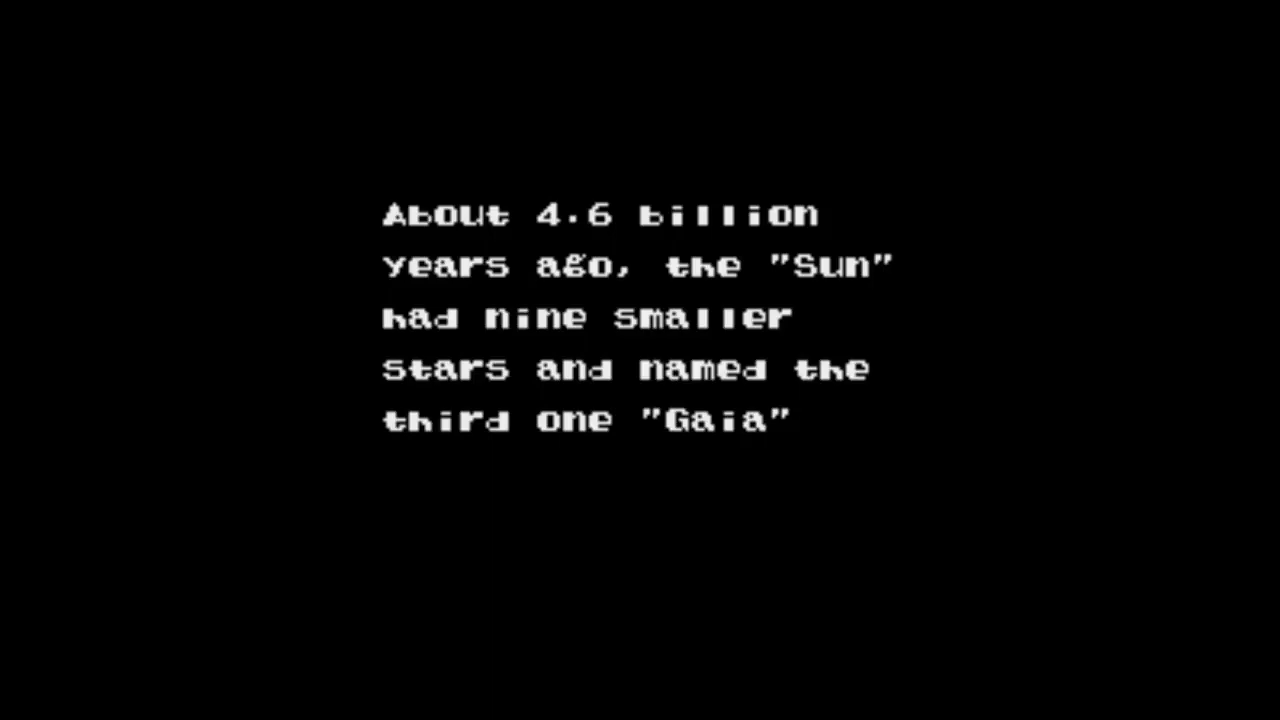 About 4.6 billion
years ago, the "Sun"
had nine smaller
stars and named the
third one "Gaia"